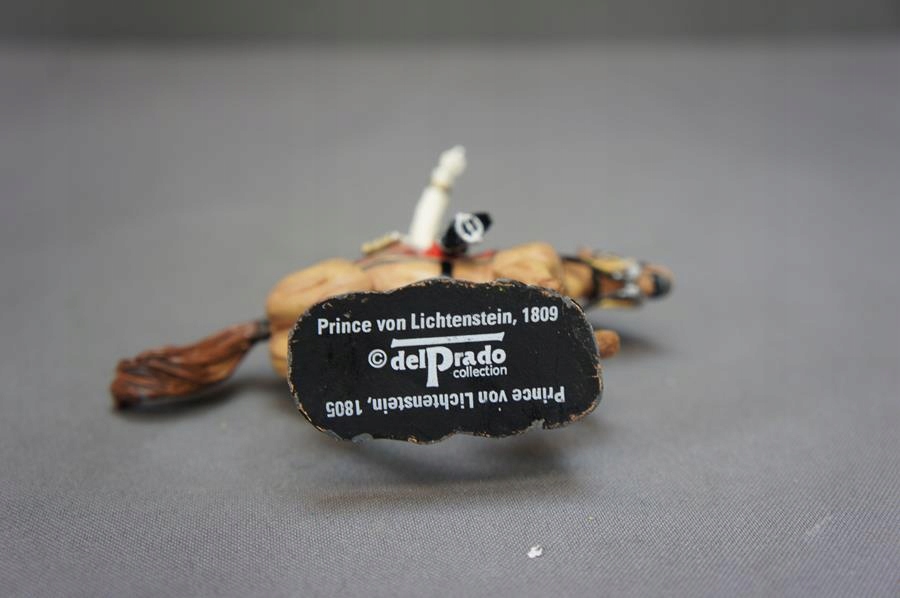 Prince von Lichtenstein, 1809
© delPrado
collection
Prince von Lichtenstein, 1805